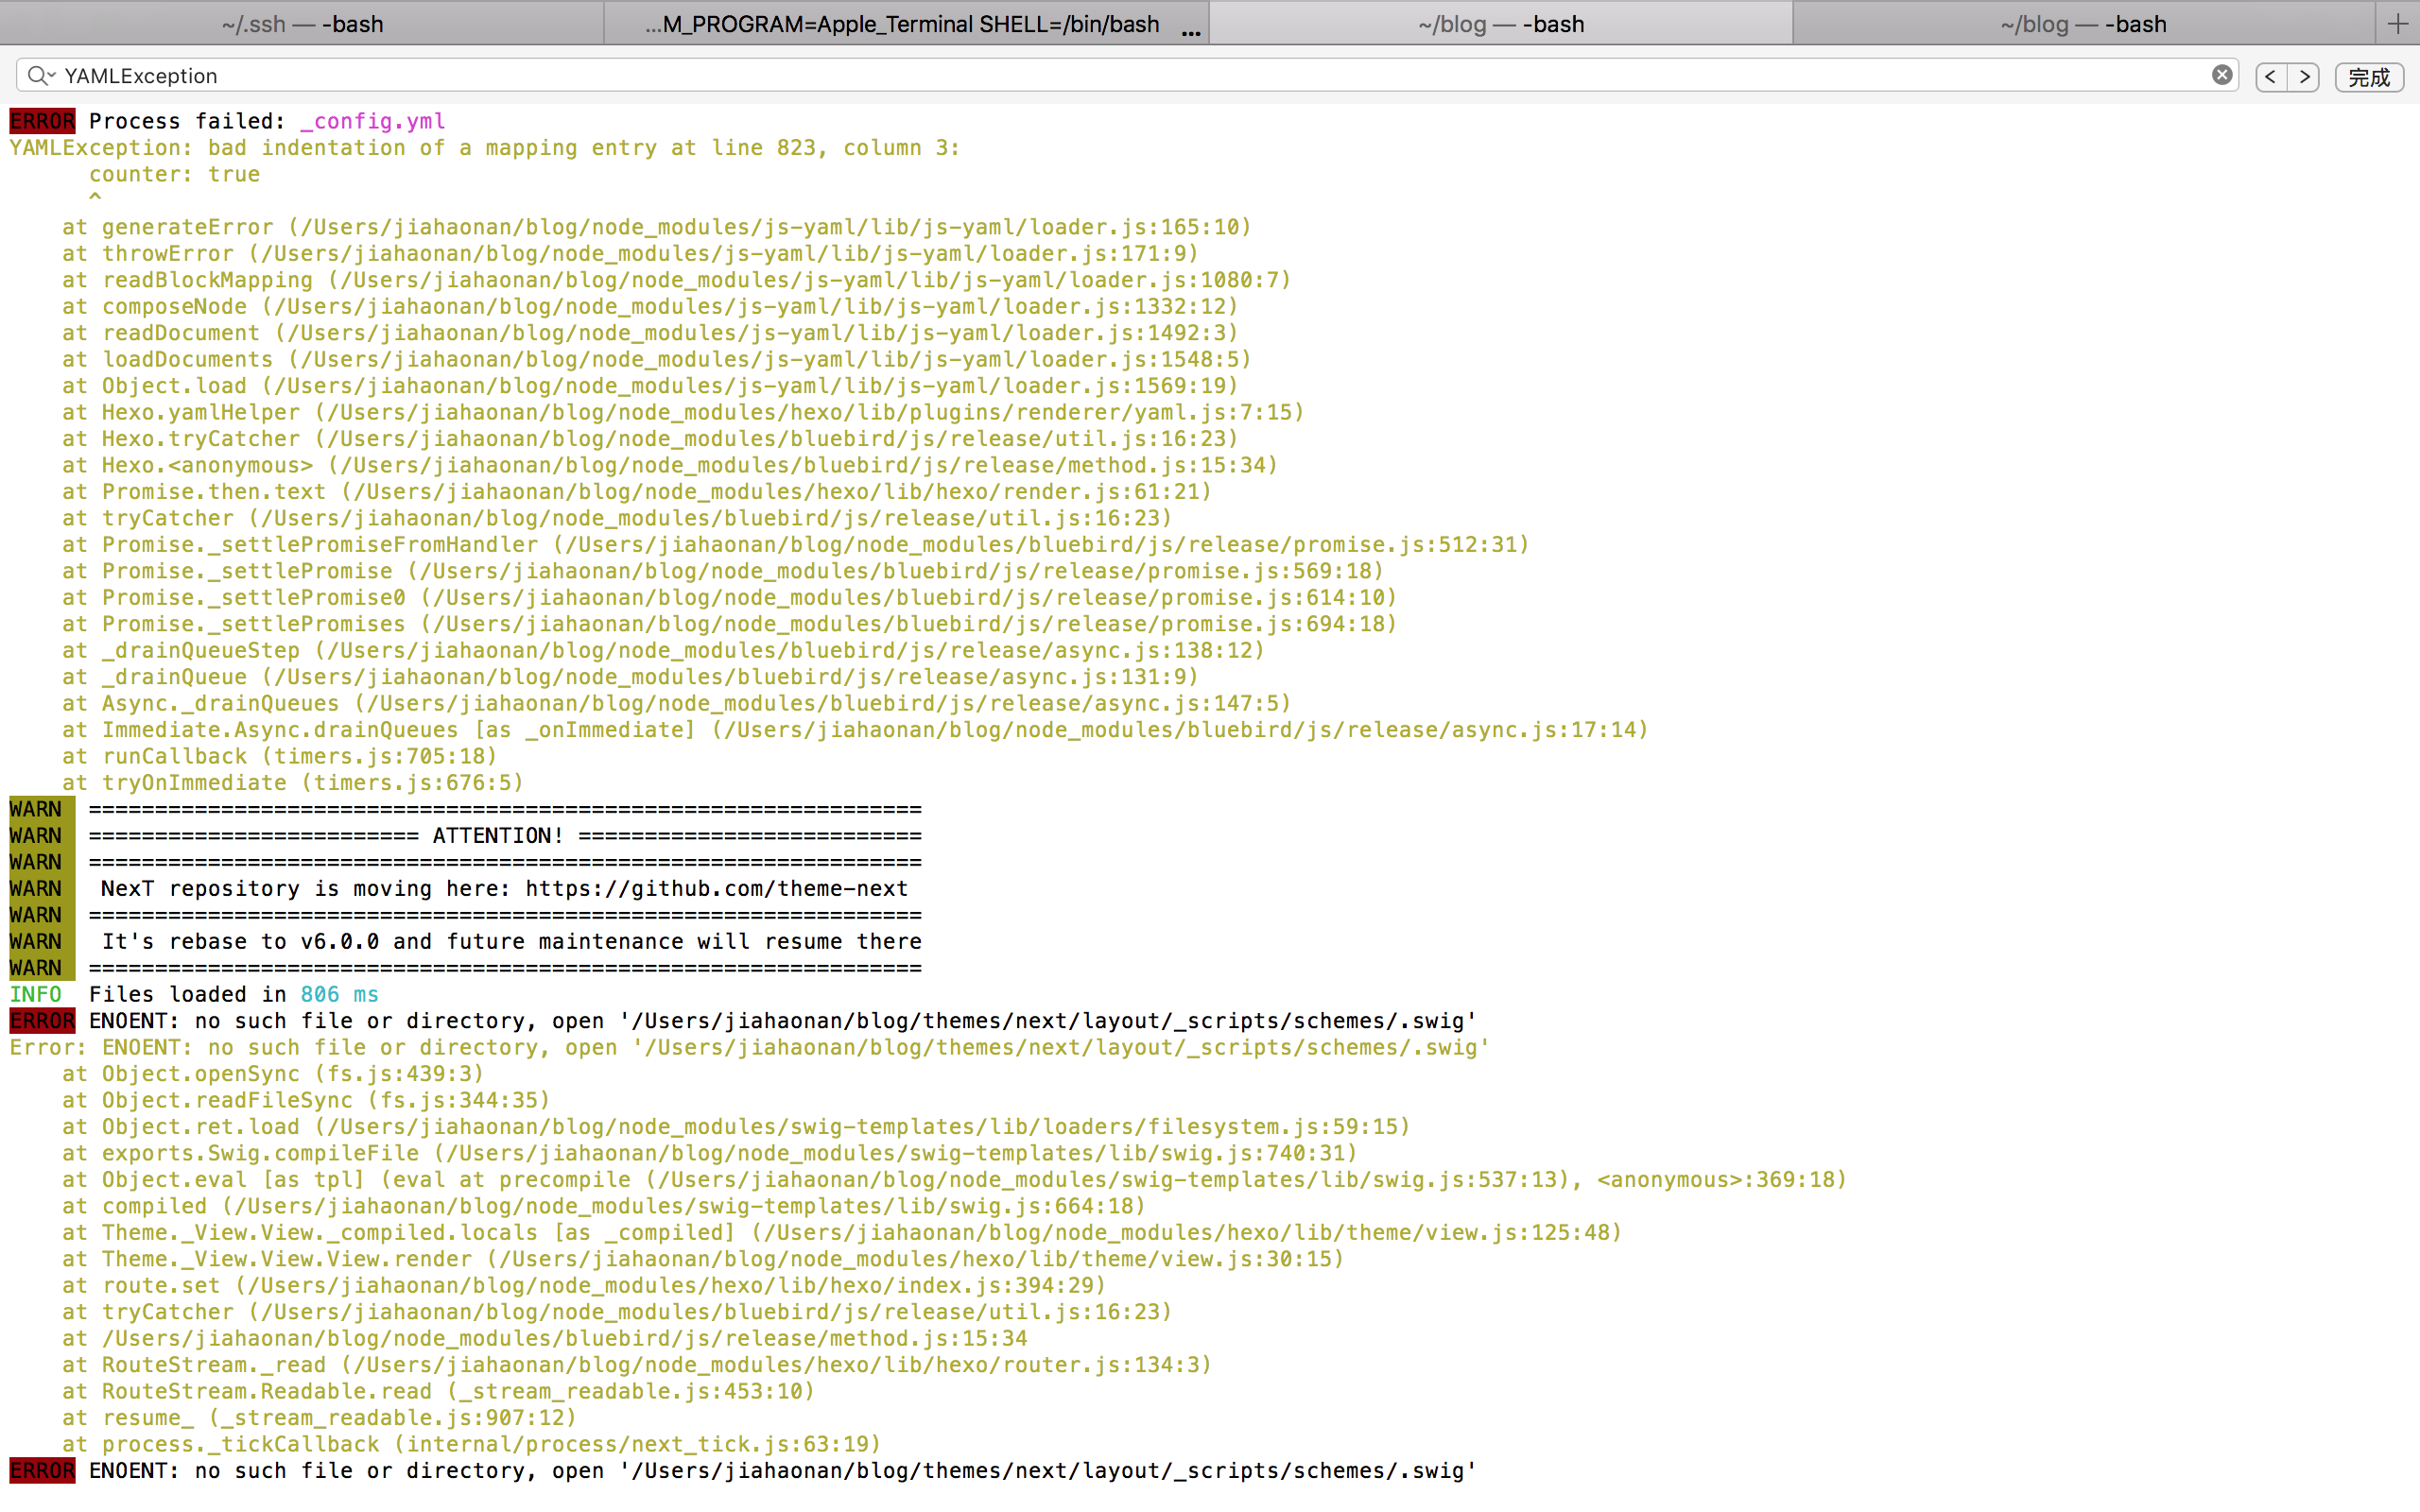 ~/.ssh — -bash
...M_PROGRAM=Apple_Terminal SHELL=/bin/bash ...
~/blog — -bash
~/blog — -bash
YAMLException
完成
ERROR Process failed: _config.yml
YAMLException: bad indentation of a mapping entry at line 823, column 3:
      counter: true
      ^
    at generateError (/Users/jiahaonan/blog/node_modules/js-yaml/lib/js-yaml/loader.js:165:10)
    at throwError (/Users/jiahaonan/blog/node_modules/js-yaml/lib/js-yaml/loader.js:171:9)
    at readBlockMapping (/Users/jiahaonan/blog/node_modules/js-yaml/lib/js-yaml/loader.js:1080:7)
    at composeNode (/Users/jiahaonan/blog/node_modules/js-yaml/lib/js-yaml/loader.js:1332:12)
    at readDocument (/Users/jiahaonan/blog/node_modules/js-yaml/lib/js-yaml/loader.js:1492:3)
    at loadDocuments (/Users/jiahaonan/blog/node_modules/js-yaml/lib/js-yaml/loader.js:1548:5)
    at Object.load (/Users/jiahaonan/blog/node_modules/js-yaml/lib/js-yaml/loader.js:1569:19)
    at Hexo.yamlHelper (/Users/jiahaonan/blog/node_modules/hexo/lib/plugins/renderer/yaml.js:7:15)
    at Hexo.tryCatcher (/Users/jiahaonan/blog/node_modules/bluebird/js/release/util.js:16:23)
    at Hexo.<anonymous> (/Users/jiahaonan/blog/node_modules/bluebird/js/release/method.js:15:34)
    at Promise.then.text (/Users/jiahaonan/blog/node_modules/hexo/lib/hexo/render.js:61:21)
    at tryCatcher (/Users/jiahaonan/blog/node_modules/bluebird/js/release/util.js:16:23)
    at Promise._settlePromiseFromHandler (/Users/jiahaonan/blog/node_modules/bluebird/js/release/promise.js:512:31)
    at Promise._settlePromise (/Users/jiahaonan/blog/node_modules/bluebird/js/release/promise.js:569:18)
    at Promise._settlePromise0 (/Users/jiahaonan/blog/node_modules/bluebird/js/release/promise.js:614:10)
    at Promise._settlePromises (/Users/jiahaonan/blog/node_modules/bluebird/js/release/promise.js:694:18)
    at _drainQueueStep (/Users/jiahaonan/blog/node_modules/bluebird/js/release/async.js:138:12)
    at _drainQueue (/Users/jiahaonan/blog/node_modules/bluebird/js/release/async.js:131:9)
    at Async._drainQueues (/Users/jiahaonan/blog/node_modules/bluebird/js/release/async.js:147:5)
    at Immediate.Async.drainQueues [as _onImmediate] (/Users/jiahaonan/blog/node_modules/bluebird/js/release/async.js:17:14)
    at runCallback (timers.js:705:18)
    at tryOnImmediate (timers.js:676:5)
WARN  ===============================================================
WARN  ========================= ATTENTION! ==========================
WARN  ===============================================================
WARN   NexT repository is moving here: https://github.com/theme-next
WARN  ===============================================================
WARN   It's rebase to v6.0.0 and future maintenance will resume there
WARN  ===============================================================
INFO  Files loaded in 806 ms
ERROR ENOENT: no such file or directory, open '/Users/jiahaonan/blog/themes/next/layout/_scripts/schemes/.swig'
Error: ENOENT: no such file or directory, open '/Users/jiahaonan/blog/themes/next/layout/_scripts/schemes/.swig'
    at Object.openSync (fs.js:439:3)
    at Object.readFileSync (fs.js:344:35)
    at Object.ret.load (/Users/jiahaonan/blog/node_modules/swig-templates/lib/loaders/filesystem.js:59:15)
    at exports.Swig.compileFile (/Users/jiahaonan/blog/node_modules/swig-templates/lib/swig.js:740:31)
    at Object.eval [as tpl] (eval at precompile (/Users/jiahaonan/blog/node_modules/swig-templates/lib/swig.js:537:13), <anonymous>:369:18)
    at compiled (/Users/jiahaonan/blog/node_modules/swig-templates/lib/swig.js:664:18)
    at Theme._View.View._compiled.locals [as _compiled] (/Users/jiahaonan/blog/node_modules/hexo/lib/theme/view.js:125:48)
    at Theme._View.View.View.render (/Users/jiahaonan/blog/node_modules/hexo/lib/theme/view.js:30:15)
    at route.set (/Users/jiahaonan/blog/node_modules/hexo/lib/hexo/index.js:394:29)
    at tryCatcher (/Users/jiahaonan/blog/node_modules/bluebird/js/release/util.js:16:23)
    at /Users/jiahaonan/blog/node_modules/bluebird/js/release/method.js:15:34
    at RouteStream._read (/Users/jiahaonan/blog/node_modules/hexo/lib/hexo/router.js:134:3)
    at RouteStream.Readable.read (_stream_readable.js:453:10)
    at resume_ (_stream_readable.js:907:12)
    at process._tickCallback (internal/process/next_tick.js:63:19)
ERROR ENOENT: no such file or directory, open '/Users/jiahaonan/blog/themes/next/layout/_scripts/schemes/.swig'